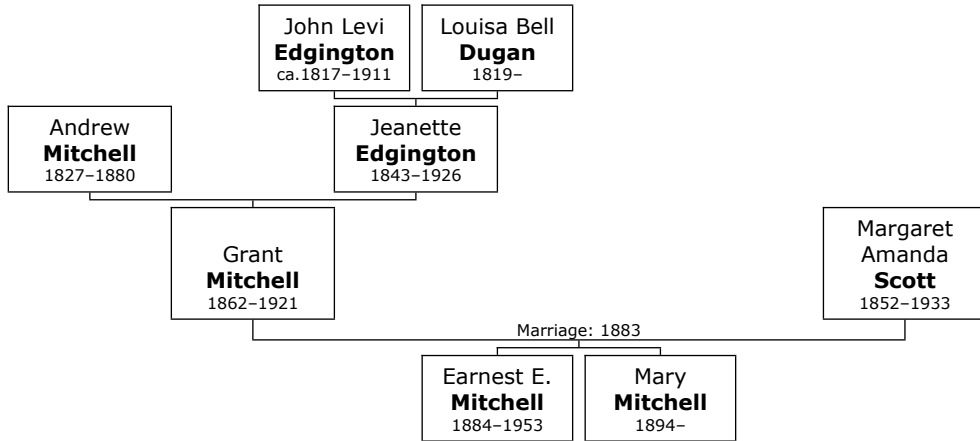 John Levi
Edgington
ca.1817–1911
Louisa Bell
Dugan
1819–
Andrew
Mitchell
1827–1880
Jeanette
Edgington
1843–1926
Grant
Mitchell
1862–1921
Margaret
Amanda
Scott
1852–1933
Marriage: 1883
Earnest E.
Mitchell
1884–1953
Mary
Mitchell
1894–